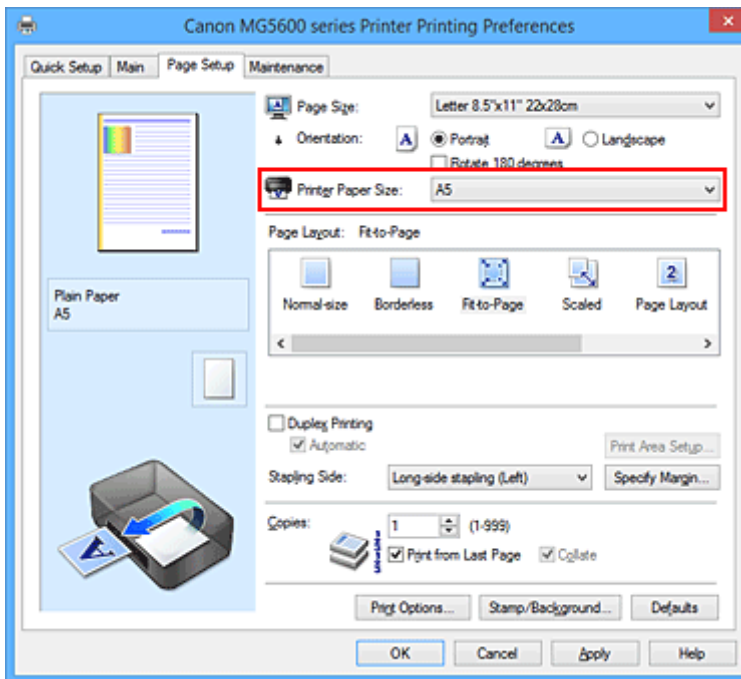 Canon MG5600 series Printer Printing Preferences
Quick Setup Main Page Setup Maintenance
Page Size: Letter 8.5"x11" 22x28cm
Orientation: A Portrait A Landscape
Rotate 180 degrees
Printer Paper Size: A5
Page Layout: Fit-to-Page
Normal-size Borderless Fit-to-Page Scaled 2 Page Layout
Plain Paper
A5
Duplex Printing
Automatic
Print Area Setup...
Stapling Side: Long-side stapling (Left) Specify Margin...
Copies: 1 (1-999)
Print from Last Page Collate
A
Print Options... Stamp/Background... Defaults
OK Cancel Apply Help